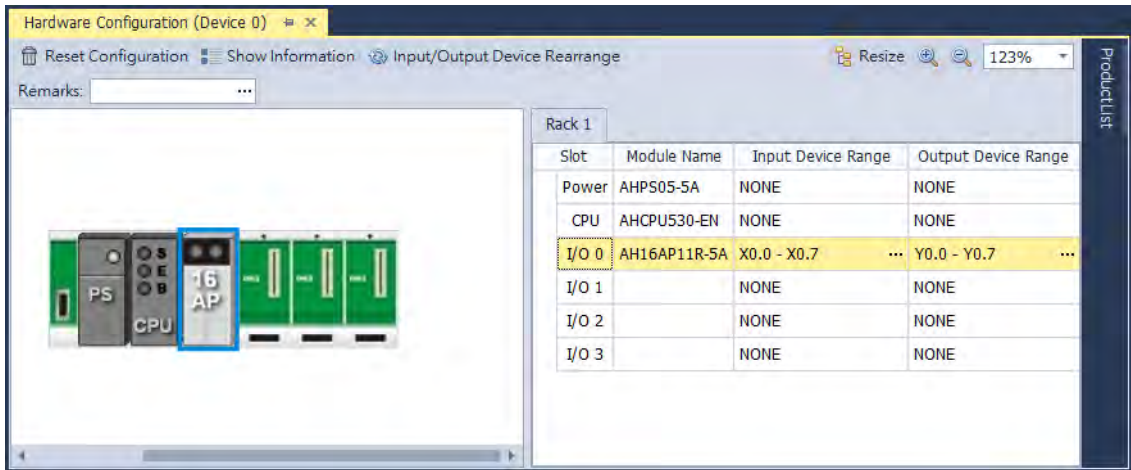 Hardware Configuration (Device 0)
Reset Configuration Show Information Input/Output Device Rearrange Resize 123%
Remarks: ...
ProductList
Rack 1
Slot Module Name Input Device Range Output Device Range
Power AHPS05-5A NONE NONE
CPU AHCPU530-EN NONE NONE
I/O 0 AH16AP11R-5A X0.0 - X0.7 ... Y0.0 - Y0.7 ...
I/O 1 NONE NONE
I/O 2 NONE NONE
I/O 3 NONE NONE
PS
S
E
B
CPU
16
AP